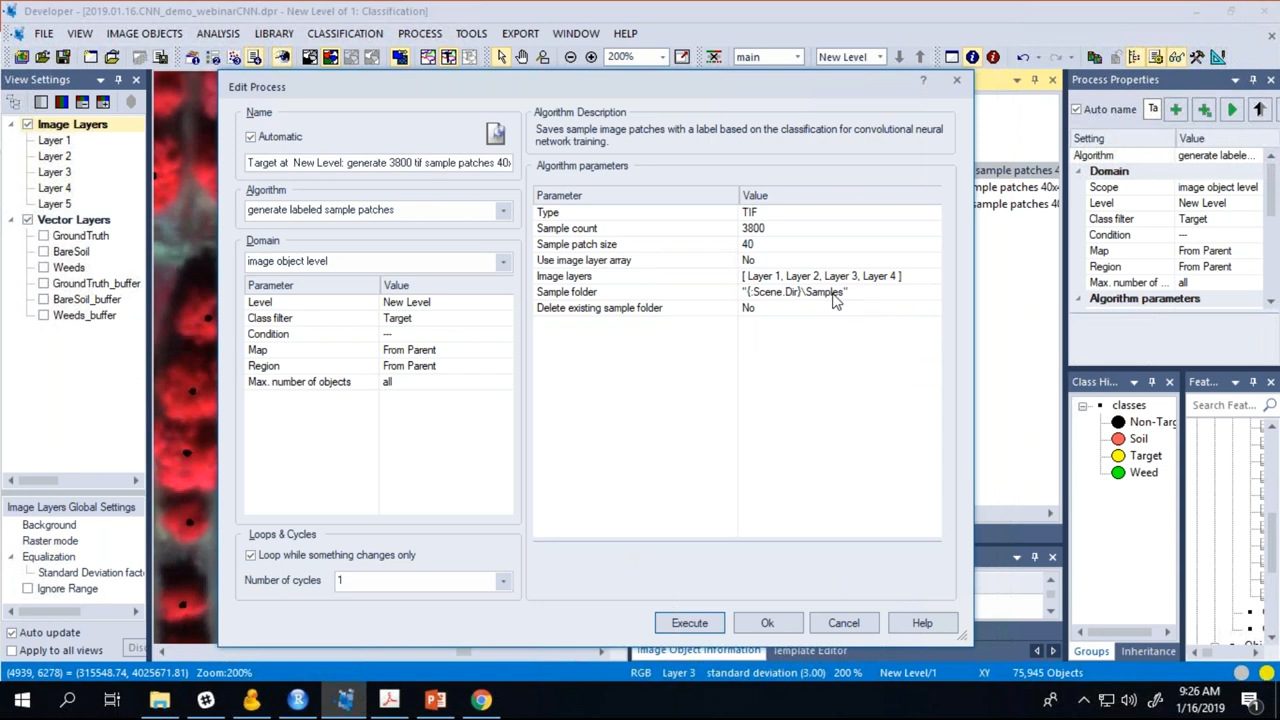 Developer - [2019.01.16.CNN_demo_webinarCNN.dpr - New Level of 1: Classification]
FILE VIEW IMAGE OBJECTS ANALYSIS LIBRARY CLASSIFICATION PROCESS TOOLS EXPORT WINDOW HELP
200% main New Level
View Settings
Image Layers
Layer 1
Layer 2
Layer 3
Layer 4
Layer 5
Vector Layers
GroundTruth
BareSoil
Weeds
GroundTruth_buffer
BareSoil_buffer
Weeds_buffer
Image Layers Global Settings
Background
Raster mode
Equalization
Standard Deviation facto
Ignore Range
Auto update
Apply to all views
Edit Process
Name
Automatic
Target at New Level: generate 3800 tif sample patches 40x
Algorithm
generate labeled sample patches
Domain
image object level
Parameter Value
Level New Level
Class filter Target
Condition ---
Map From Parent
Region From Parent
Max. number of objects all
Loops & Cycles
Loop while something changes only
Number of cycles 1
Algorithm Description
Saves sample image patches with a label based on the classification for convolutional neural
network training.
Algorithm parameters
Parameter Value
Type TIF
Sample count 3800
Sample patch size 40
Use image layer array No
Image layers [ Layer 1, Layer 2, Layer 3, Layer 4 ]
Sample folder "{:Scene.Dir}\Samples"
Delete existing sample folder No
Execute Ok Cancel Help
sample patches 4
mple patches 40x4
sample patches 40
Image Object Information Template Editor
Process Properties
Auto name Ta
Setting Value
Algorithm generate labele...
Domain
Scope image object level
Level New Level
Class filter Target
Condition ---
Map From Parent
Region From Parent
Max. number of... all
Algorithm parameters
Class Hi...
classes
Non-Targ
Soil
Target
Weed
Groups Inheritance
Feat...
Search Feat...
(4939, 6278) = (315548.74, 4025671.81) Zoom:200% RGB Layer 3 standard deviation (3.00) 200 % New Level/1 XY 75,945 Objects
9:26 AM
1/16/2019